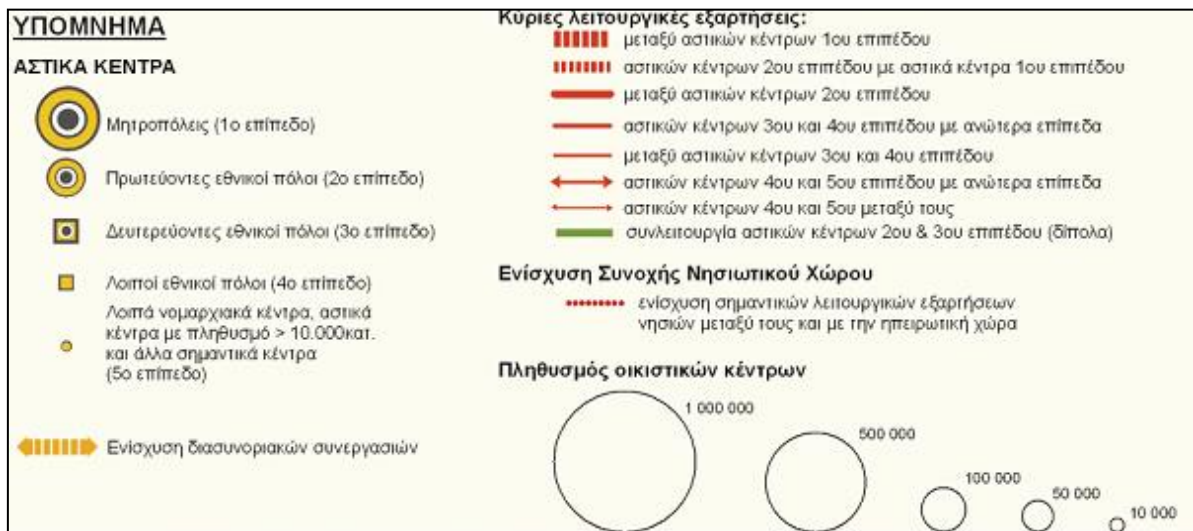 ΥΠΟΜΝΗΜΑ
ΑΣΤΙΚΑ ΚΕΝΤΡΑ
Μητροπόλεις (1ο επίπεδο)
Πρωτεύοντες εθνικοί πόλοι (2ο επίπεδο)
Δευτερεύοντες εθνικοί πόλοι (3ο επίπεδο)
Λοιποί εθνικοί πόλοι (4ο επίπεδο)
Λοιπά νομαρχιακά κέντρα, αστικά
κέντρα με πληθυσμό > 10.000κατ.
και άλλα σημαντικά κέντρα
(5ο επίπεδο)
Ενίσχυση διασυνοριακών συνεργασιών
Κύριες λειτουργικές εξαρτήσεις:
μεταξύ αστικών κέντρων 1ου επιπέδου
αστικών κέντρων 2ου επιπέδου με αστικά κέντρα 1ου επιπέδου
μεταξύ αστικών κέντρων 2ου επιπέδου
αστικών κέντρων 3ου και 4ου επιπέδου με ανώτερα επίπεδα
μεταξύ αστικών κέντρων 3ου και 4ου επιπέδου
αστικών κέντρων 4ου και 5ου επιπέδου με ανώτερα επίπεδα
αστικών κέντρων 4ου και 5ου μεταξύ τους
συνλειτουργία αστικών κέντρων 2ου & 3ου επιπέδου (δίπολα)
Ενίσχυση Συνοχής Νησιωτικού Χώρου
ενίσχυση σημαντικών λειτουργικών εξαρτήσεων
νησιών μεταξύ τους και με την ηπειρωτική χώρα
Πληθυσμός οικιστικών κέντρων
1 000 000
500 000
100 000
50 000
10 000